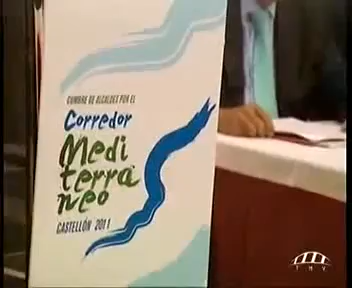 CUMBRE DE ALCALDES POR EL
Corredor
Medi
terrá
neo
CASTELLÓN 2011
TMV